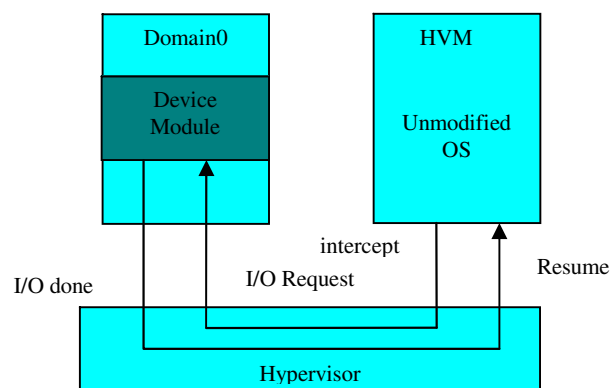 Domain0
HVM
Device
Module
Unmodified
OS
intercept
I/O Request
Resume
I/O done
Hypervisor